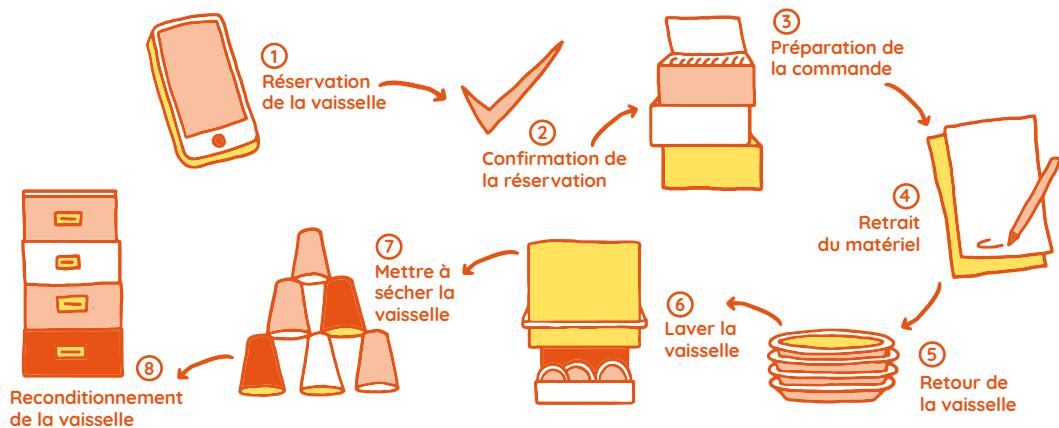 1
Réservation
de la vaisselle
2
Confirmation de
la réservation
3
Préparation de
la commande
4
Retrait
du matériel
5
Retour de
la vaisselle
6
Laver la
vaisselle
7
Mettre à
sécher la
vaisselle
8
Reconditionnement
de la vaisselle